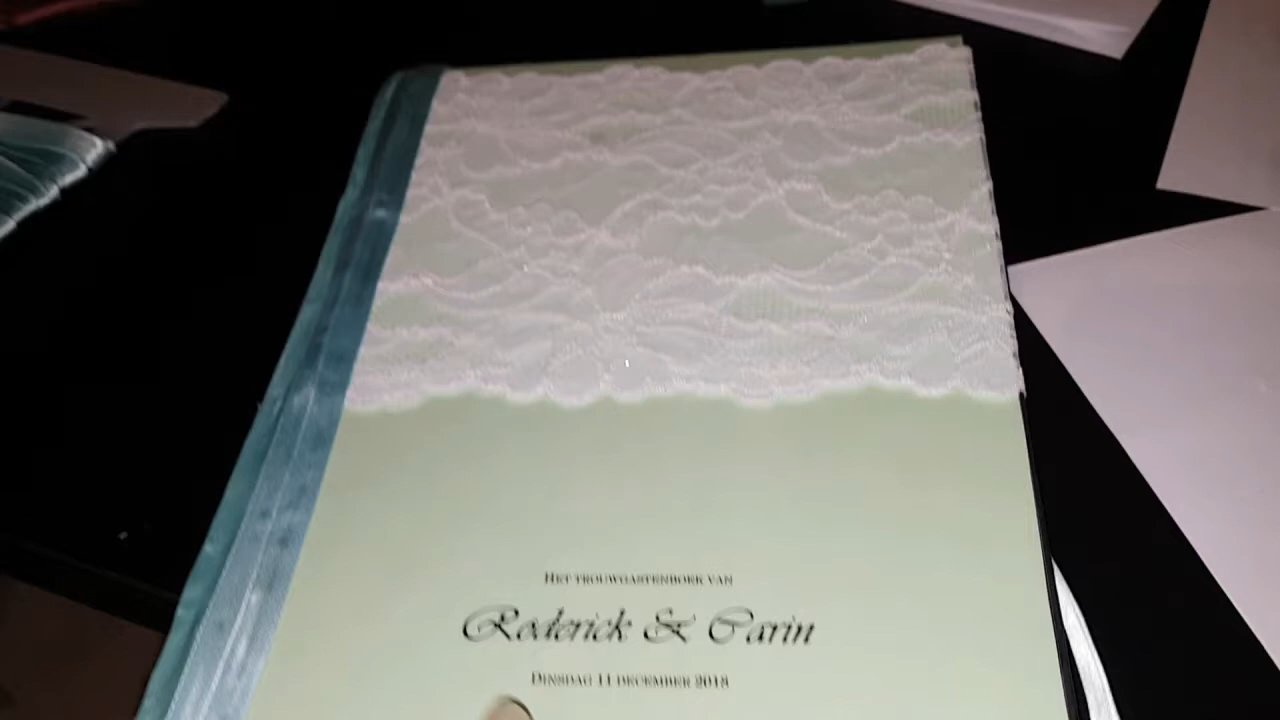 Het trouwgastenboek van
Roderick & Carin
Dinsdag 11 december 2018